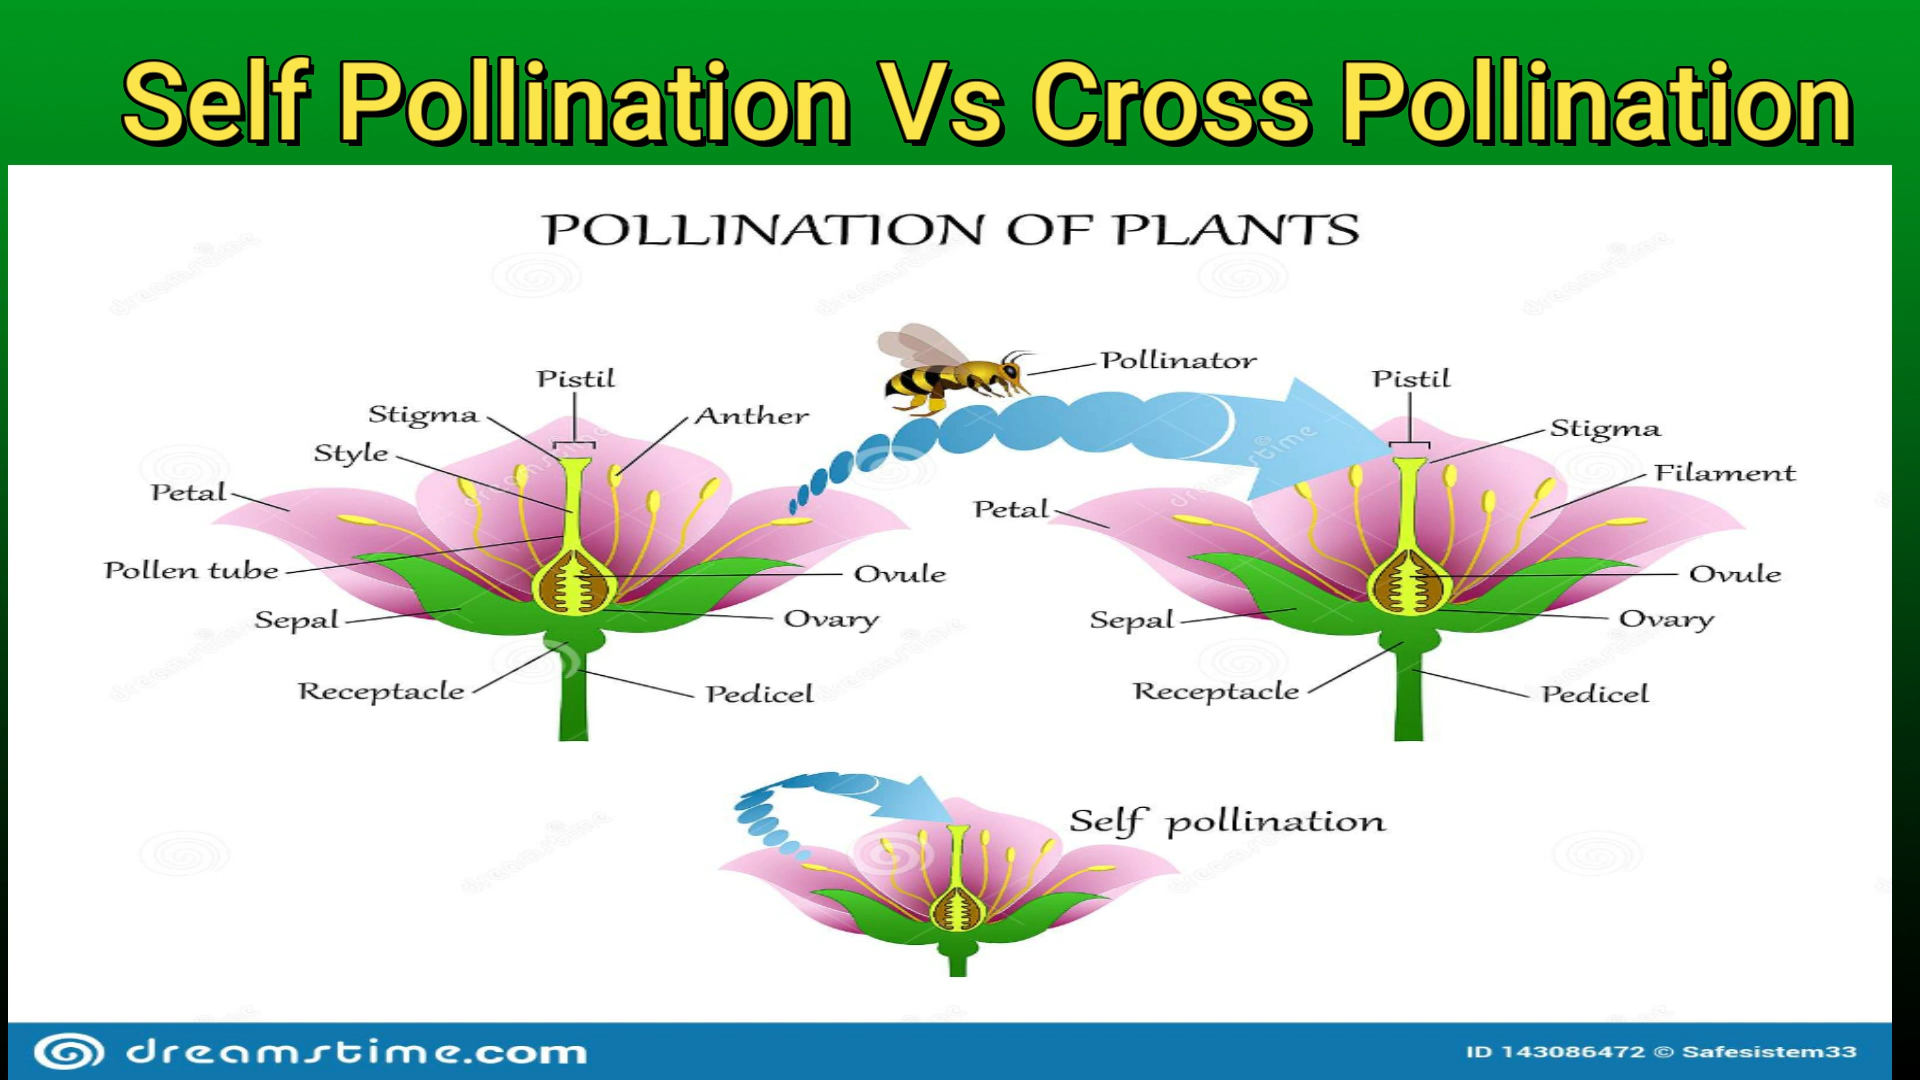 Self Pollination Vs Cross Pollination
POLLINATION OF PLANTS
Pollinator
Pistil
Stigma
Anther
Style
Petal
Pollen tube
Ovule
Sepal
Ovary
Receptacle
Pedicel
Pistil
Stigma
Filament
Petal
Ovule
Sepal
Ovary
Receptacle
Pedicel
Self pollination
dreamstime.com
ID 143086472 © Safesistem33
dreamstime